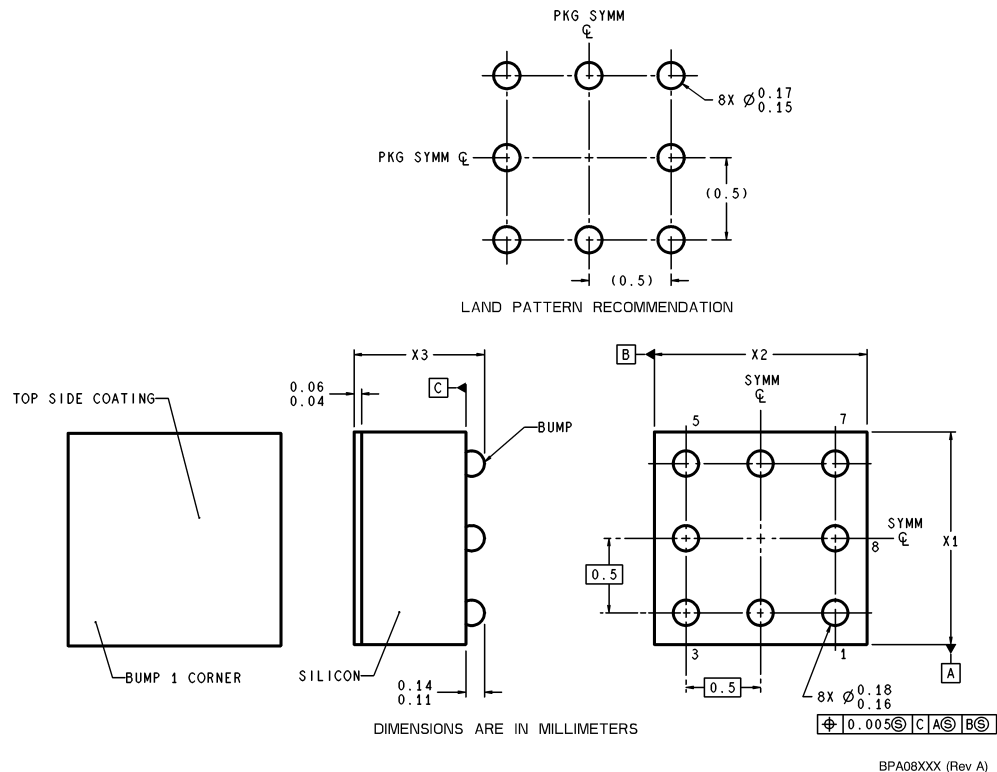 PKG SYMM
℄
8X Ø 0.17
0.15
PKG SYMM ℄
(0.5)
(0.5)
LAND PATTERN RECOMMENDATION
X3
B
X2
0.06
0.04
C
SYMM
℄
TOP SIDE COATING
5
7
BUMP
SYMM
℄
8
X1
0.5
BUMP 1 CORNER
SILICON
3
1
A
0.14
0.11
0.5
8X Ø 0.18
0.16
⌖ 0.005Ⓢ C AⓈ BⓈ
DIMENSIONS ARE IN MILLIMETERS
BPA08XXX (Rev A)